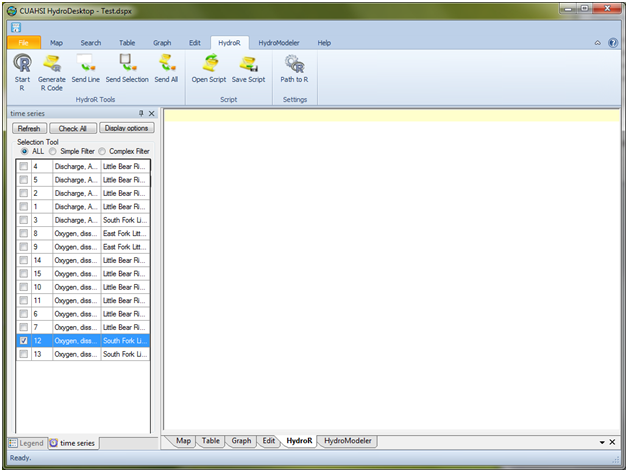 CUAHSI HydroDesktop - Test.dspx
File Map Search Table Graph Edit HydroR HydroModeler Help
Start R Generate R Code Send Line Send Selection Send All Open Script Save Script Path to R
HydroR Tools Script Settings
time series
Refresh Check All Display options
Selection Tool
ALL Simple Filter Complex Filter
4 Discharge, A... Little Bear Ri...
5 Discharge, A... Little Bear Ri...
2 Discharge, A... Little Bear Ri...
1 Discharge, A... Little Bear Ri...
3 Discharge, A... South Fork Li...
8 Oxygen, diss... East Fork Litt...
9 Oxygen, diss... East Fork Litt...
14 Oxygen, diss... Little Bear Ri...
15 Oxygen, diss... Little Bear Ri...
10 Oxygen, diss... Little Bear Ri...
11 Oxygen, diss... Little Bear Ri...
6 Oxygen, diss... Little Bear Ri...
7 Oxygen, diss... Little Bear Ri...
12 Oxygen, diss... South Fork Li...
13 Oxygen, diss... South Fork Li...
Legend time series
Map Table Graph Edit HydroR HydroModeler
Ready.